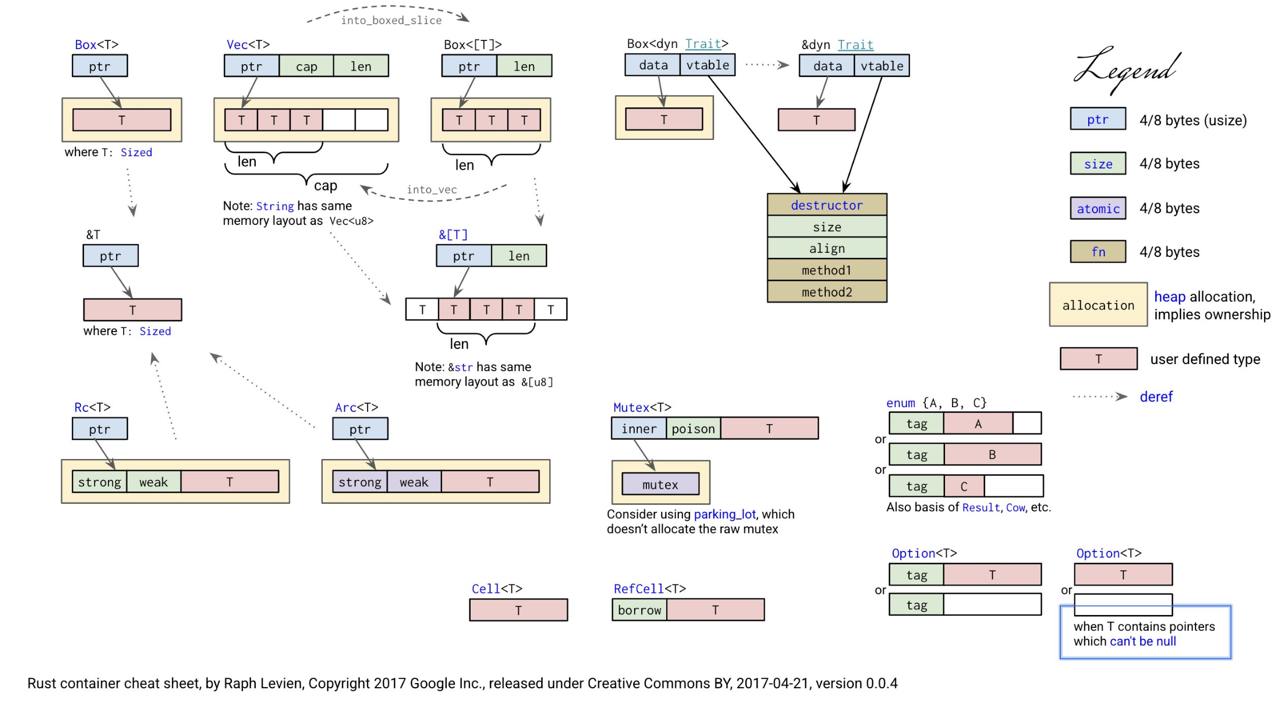 into_boxed_slice
Box<T>
ptr
T
where T: Sized
Vec<T>
ptr cap len
T T T
len
cap
Note: String has same
memory layout as Vec<u8>
Box<[T]>
ptr len
T T T
len
into_vec
Box<dyn Trait>
data vtable
T
&dyn Trait
data vtable
T
destructor
size
align
method1
method2
Legend
ptr 4/8 bytes (usize)
size 4/8 bytes
atomic 4/8 bytes
fn 4/8 bytes
allocation heap allocation,
implies ownership
T user defined type
deref
&T
ptr
T
where T: Sized
&[T]
ptr len
T T T T T
len
Note: &str has same
memory layout as &[u8]
Rc<T>
ptr
strong weak T
Arc<T>
ptr
strong weak T
Mutex<T>
inner poison T
mutex
Consider using parking_lot, which
doesn't allocate the raw mutex
enum {A, B, C}
tag A
or
tag B
or
tag C
Also basis of Result, Cow, etc.
Cell<T>
T
RefCell<T>
borrow T
Option<T>
tag T
or
tag
Option<T>
T
or
when T contains pointers
which can't be null
Rust container cheat sheet, by Raph Levien, Copyright 2017 Google Inc., released under Creative Commons BY, 2017-04-21, version 0.0.4